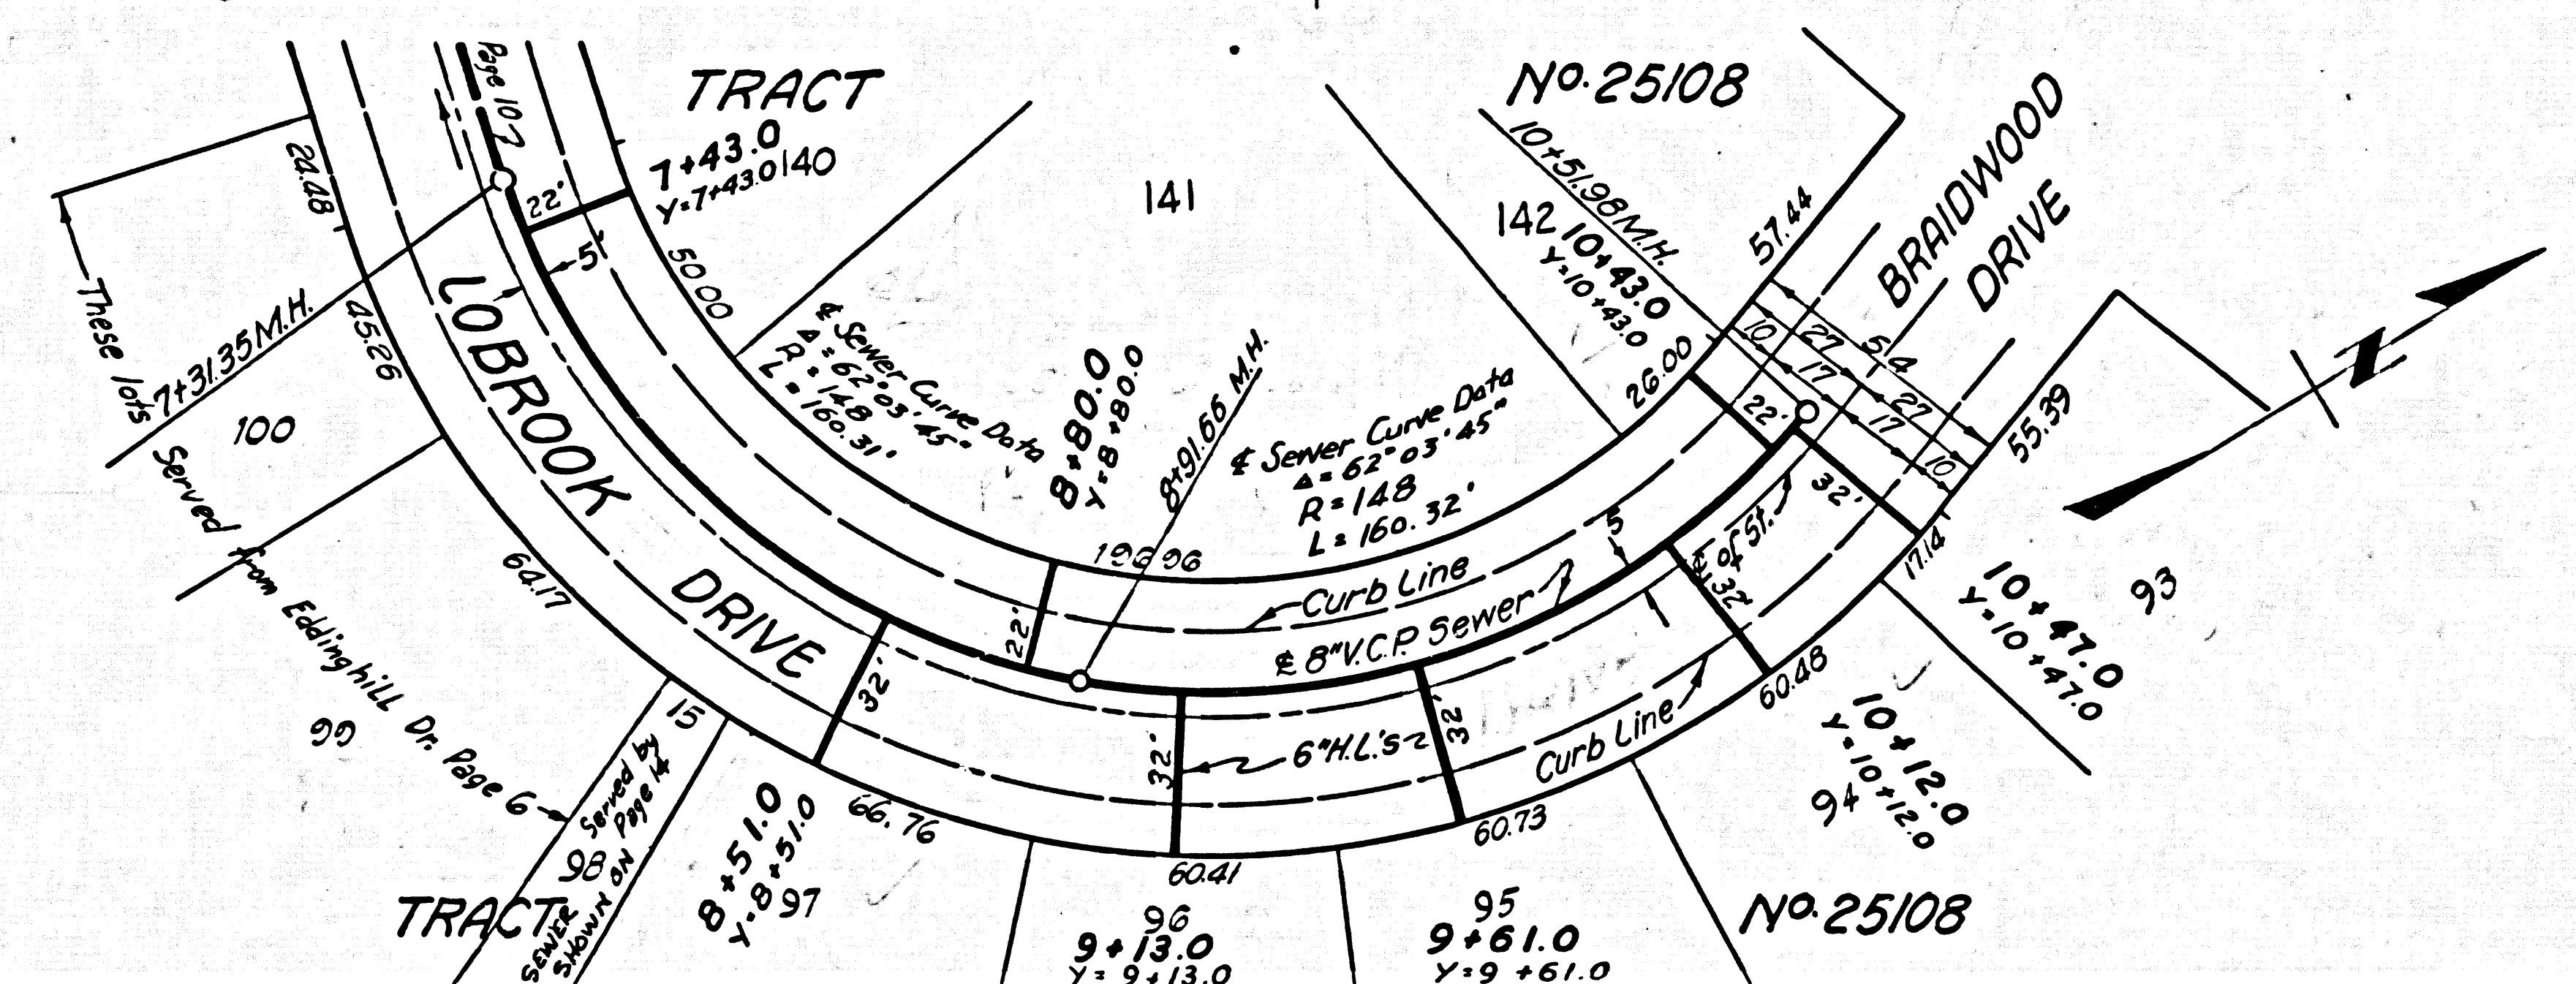 Page 10
TRACT
No. 25108
7+43.0
Y=7+43.0
140
141
142
10+51.98 M.H.
10+43.0
Y=10+43.0
57.44
BRAIDWOOD
DRIVE
24.48
22'
5'
50.00
These lots Served from Eddinghill Dr. Page 6
7+31.35 M.H.
45.26
100
LOBROOK
DRIVE
℄ Sewer Curve Data
Δ=62°03'45"
R=148
L=160.31'
8+80.0
Y=8+80.0
8+91.66 M.H.
℄ Sewer Curve Data
Δ=62°03'45"
R=148
L=160.32'
26.00
22'
10
27
54
17
27
17
10
55.39
N
32'
17.14
196.96
22'
Curb Line
℄ 8"V.C.P. Sewer
5
℄ of St.
32'
10+47.0
Y=10+47.0
93
64.17
99
15
Served by
Page 14
98
SEWER
SHOWN ON
TRACT
32'
8+51.0
Y=8+51.0
97
66.76
32'
6"H.L.'s
32'
Curb Line
60.48
10+12.0
Y=10+12.0
94
60.41
60.73
96
9+13.0
Y=9+13.0
95
9+61.0
Y=9+61.0
No. 25108